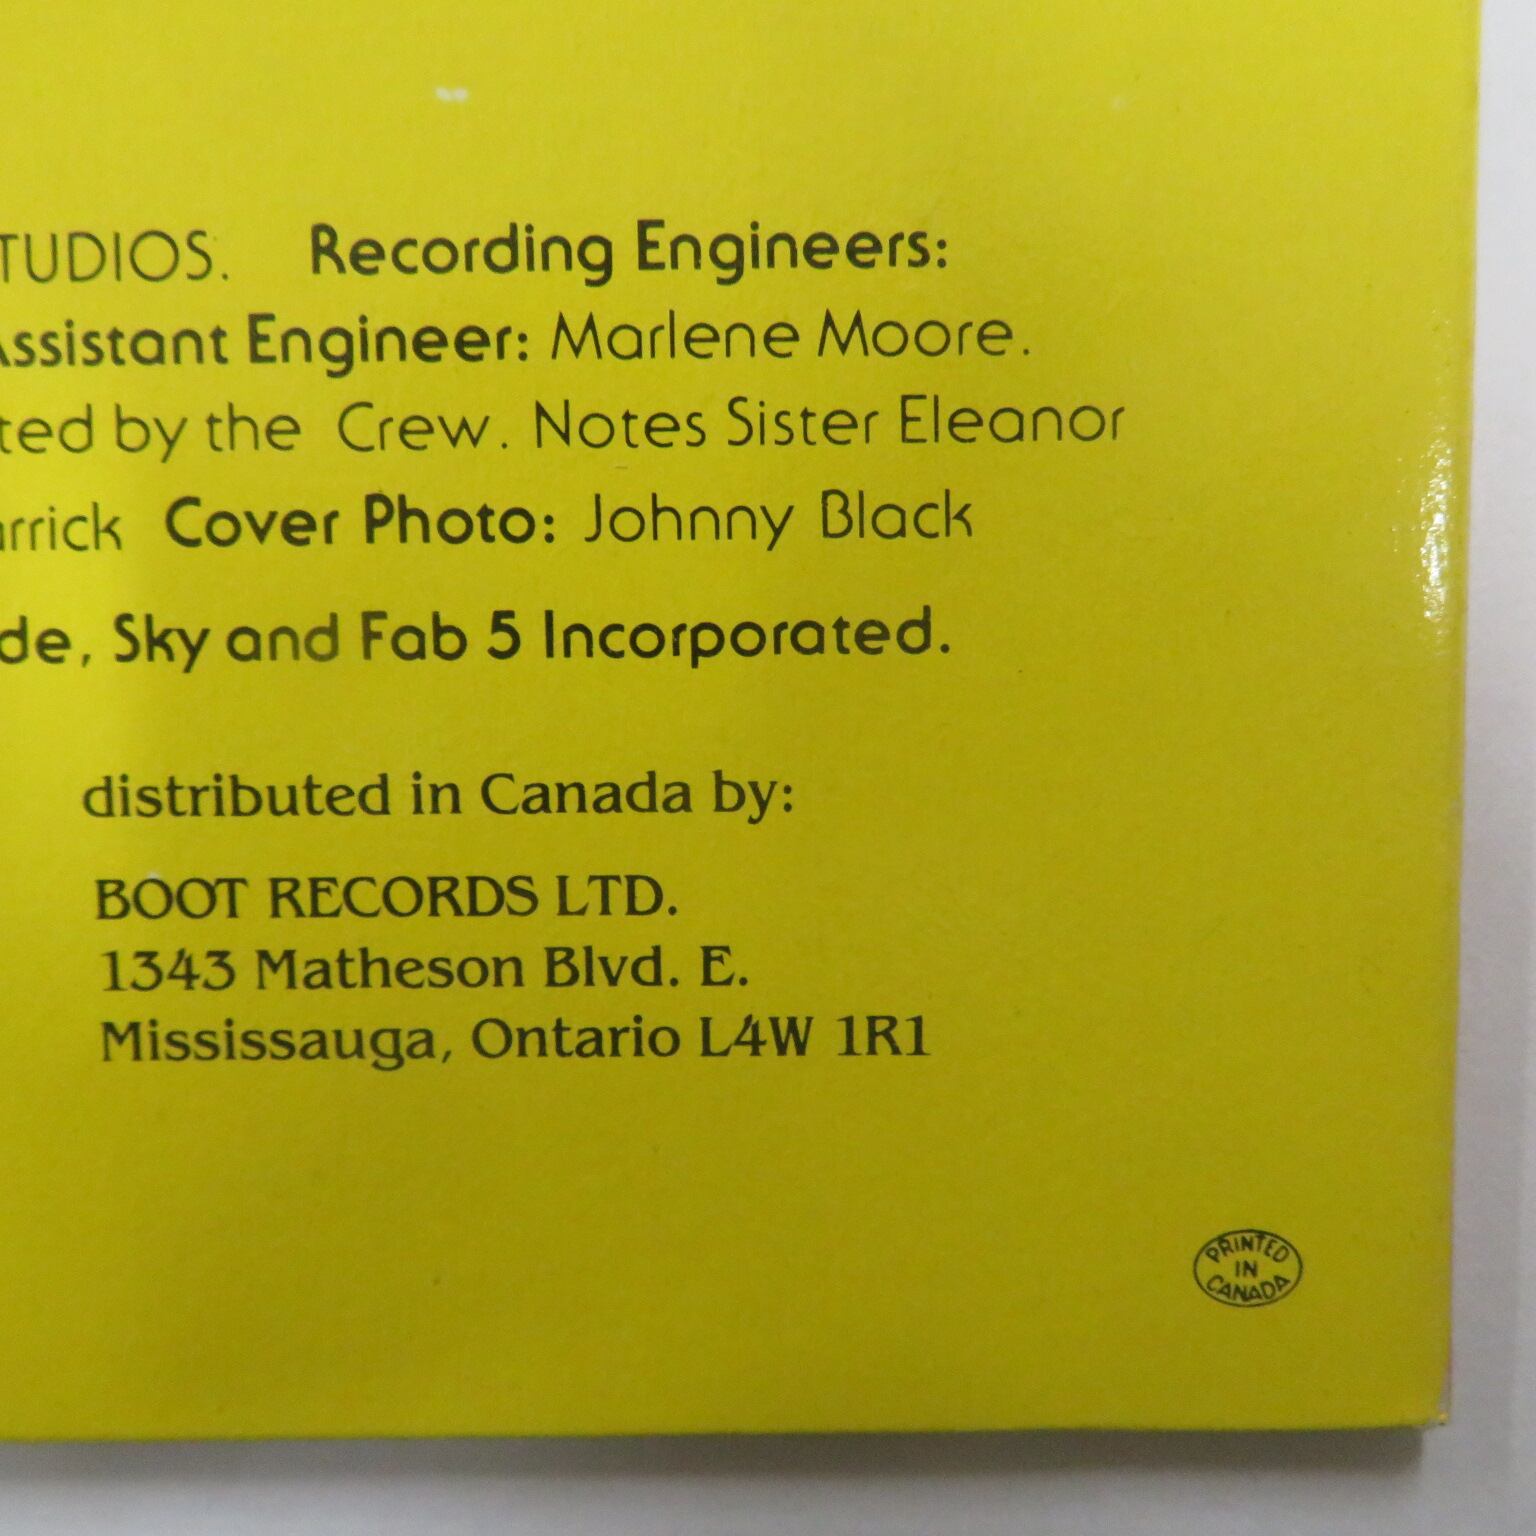 TUDIOS. Recording Engineers:
Assistant Engineer: Marlene Moore.
ted by the Crew. Notes Sister Eleanor
rrick Cover Photo: Johnny Black
de, Sky and Fab 5 Incorporated.
distributed in Canada by:
BOOT RECORDS LTD.
1343 Matheson Blvd. E.
Mississauga, Ontario L4W 1R1
PRINTED
IN
CANADA